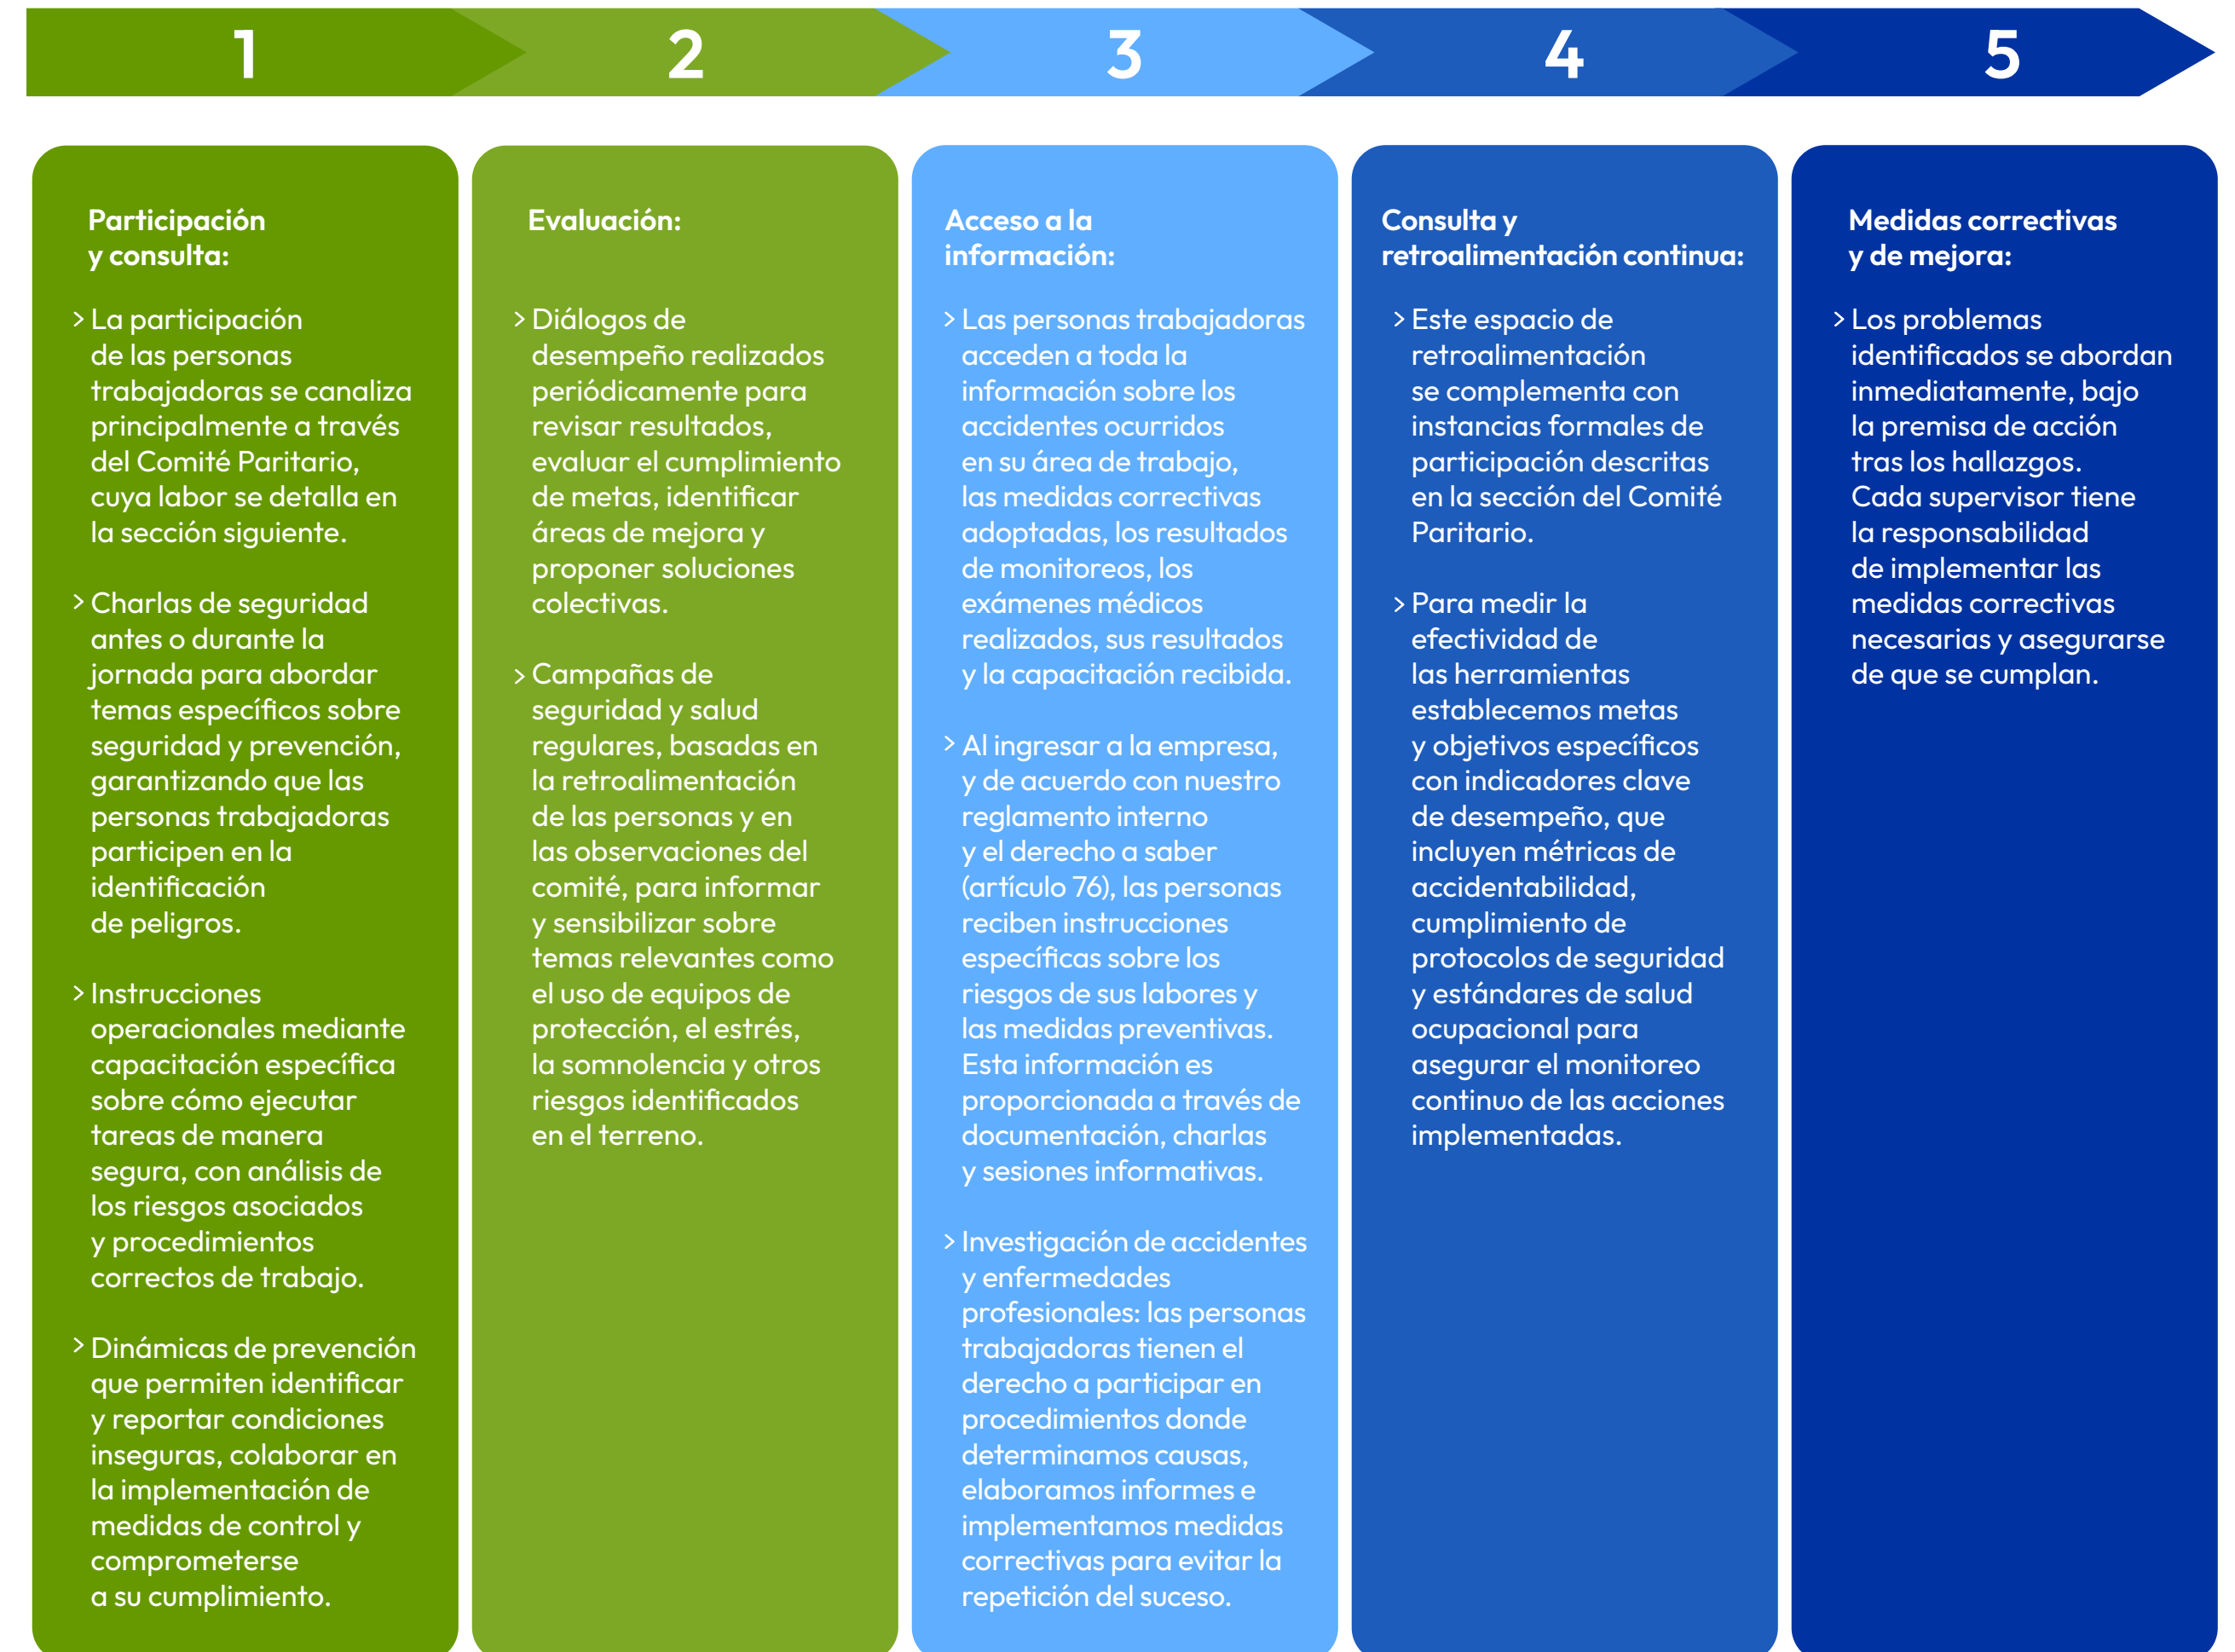 1
2
3
4
5
Participación
y consulta:
> La participación
de las personas
trabajadoras se canaliza
principalmente a través
del Comité Paritario,
cuya labor se detalla en
la sección siguiente.
> Charlas de seguridad
antes o durante la
jornada para abordar
temas específicos sobre
seguridad y prevención,
garantizando que las
personas trabajadoras
participen en la
identificación
de peligros.
> Instrucciones
operacionales mediante
capacitación específica
sobre cómo ejecutar
tareas de manera
segura, con análisis de
los riesgos asociados
y procedimientos
correctos de trabajo.
> Dinámicas de prevención
que permiten identificar
y reportar condiciones
inseguras, colaborar en
la implementación de
medidas de control y
comprometerse
a su cumplimiento.
Evaluación:
> Diálogos de
desempeño realizados
periódicamente para
revisar resultados,
evaluar el cumplimiento
de metas, identificar
áreas de mejora y
proponer soluciones
colectivas.
> Campañas de
seguridad y salud
regulares, basadas en
la retroalimentación
de las personas y en
las observaciones del
comité, para informar
y sensibilizar sobre
temas relevantes como
el uso de equipos de
protección, el estrés,
la somnolencia y otros
riesgos identificados
en el terreno.
Acceso a la
información:
> Las personas trabajadoras
acceden a toda la
información sobre los
accidentes ocurridos
en su área de trabajo,
las medidas correctivas
adoptadas, los resultados
de monitoreos, los
exámenes médicos
realizados, sus resultados
y la capacitación recibida.
> Al ingresar a la empresa,
y de acuerdo con nuestro
reglamento interno
y el derecho a saber
(artículo 76), las personas
reciben instrucciones
específicas sobre los
riesgos de sus labores y
las medidas preventivas.
Esta información es
proporcionada a través de
documentación, charlas
y sesiones informativas.
> Investigación de accidentes
y enfermedades
profesionales: las personas
trabajadoras tienen el
derecho a participar en
procedimientos donde
determinamos causas,
elaboramos informes e
implementamos medidas
correctivas para evitar la
repetición del suceso.
Consulta y
retroalimentación continua:
> Este espacio de
retroalimentación
se complementa con
instancias formales de
participación descritas
en la sección del Comité
Paritario.
> Para medir la
efectividad de
las herramientas
establecemos metas
y objetivos específicos
con indicadores clave
de desempeño, que
incluyen métricas de
accidentabilidad,
cumplimiento de
protocolos de seguridad
y estándares de salud
ocupacional para
asegurar el monitoreo
continuo de las acciones
implementadas.
Medidas correctivas
y de mejora:
> Los problemas
identificados se abordan
inmediatamente, bajo
la premisa de acción
tras los hallazgos.
Cada supervisor tiene
la responsabilidad
de implementar las
medidas correctivas
necesarias y asegurarse
de que se cumplan.